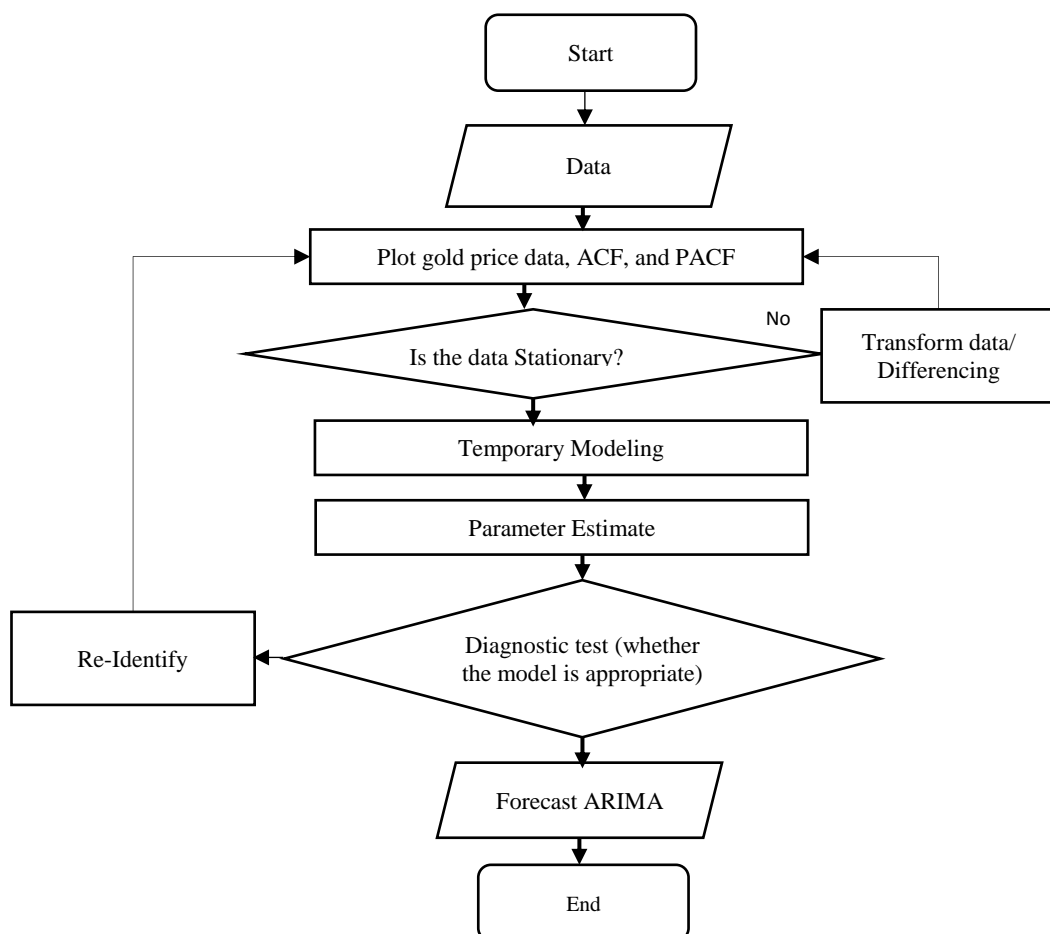 Start
Data
Plot gold price data, ACF, and PACF
No
Is the data Stationary?
Transform data/
Differencing
Temporary Modeling
Parameter Estimate
Diagnostic test (whether
the model is appropriate)
Re-Identify
Forecast ARIMA
End